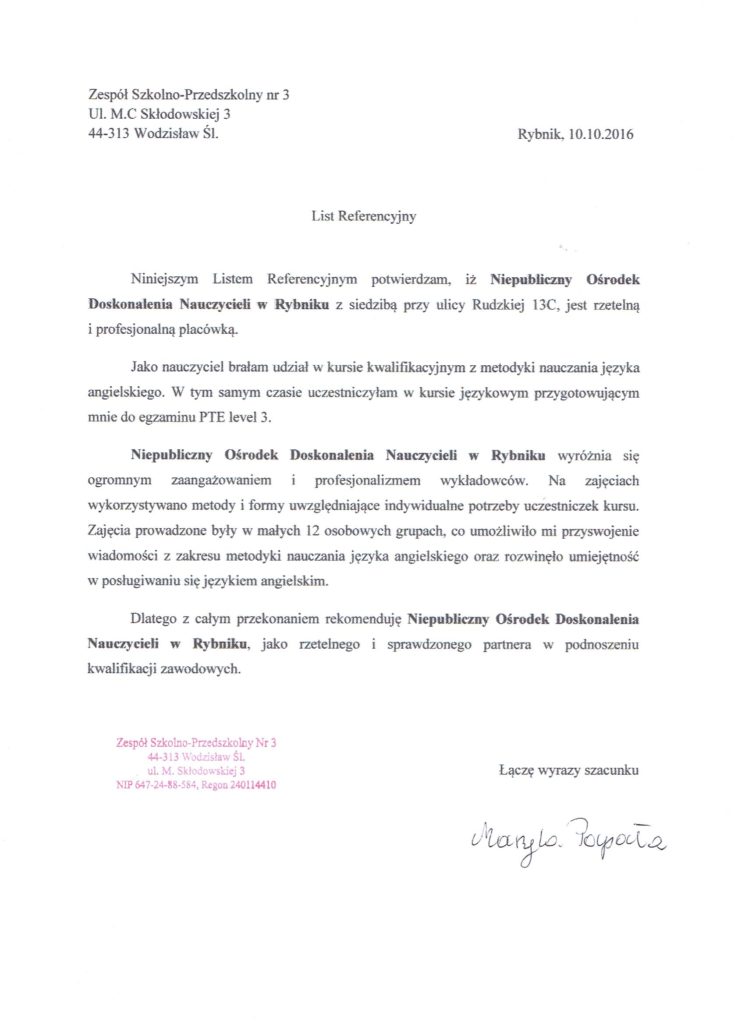 Zespół Szkolno-Przedszkolny nr 3
Ul. M.C Skłodowskiej 3
44-313 Wodzisław Śl.
Rybnik, 10.10.2016
List Referencyjny
Niniejszym Listem Referencyjnym potwierdzam, iż Niepubliczny Ośrodek
Doskonalenia Nauczycieli w Rybniku z siedzibą przy ulicy Rudzkiej 13C, jest rzetelną
i profesjonalną placówką.
Jako nauczyciel brałam udział w kursie kwalifikacyjnym z metodyki nauczania języka
angielskiego. W tym samym czasie uczestniczyłam w kursie językowym przygotowującym
mnie do egzaminu PTE level 3.
Niepubliczny Ośrodek Doskonalenia Nauczycieli w Rybniku wyróżnia się
ogromnym zaangażowaniem i profesjonalizmem wykładowców. Na zajęciach
wykorzystywano metody i formy uwzględniające indywidualne potrzeby uczestniczek kursu.
Zajęcia prowadzone były w małych 12 osobowych grupach, co umożliwiło mi przyswojenie
wiadomości z zakresu metodyki nauczania języka angielskiego oraz rozwinęło umiejętność
w posługiwaniu się językiem angielskim.
Dlatego z całym przekonaniem rekomenduję Niepubliczny Ośrodek Doskonalenia
Nauczycieli w Rybniku, jako rzetelnego i sprawdzonego partnera w podnoszeniu
kwalifikacji zawodowych.
Zespół Szkolno-Przedszkolny Nr 3
44-313 Wodzisław Śl.
ul. M. Skłodowskiej 3
NIP 647-24-88-584, Regon 240114410
Łączę wyrazy szacunku
Maryla